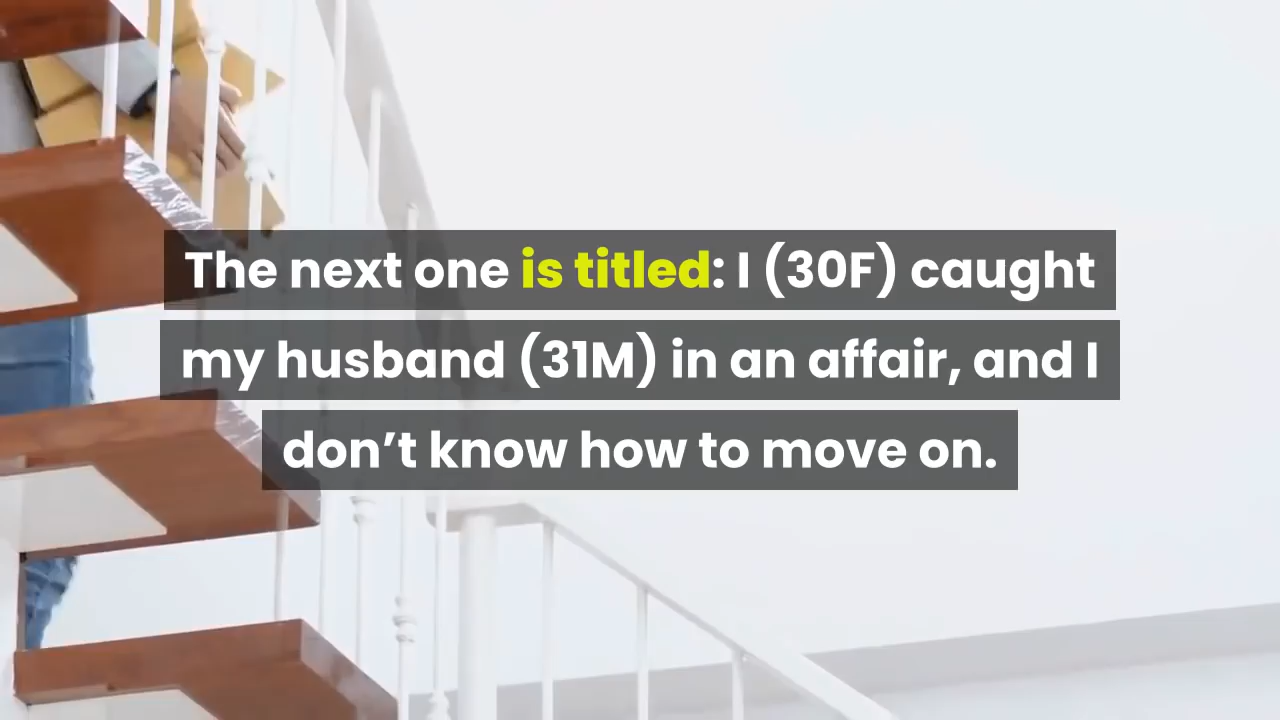 The next one is titled: I (30F) caught
my husband (31M) in an affair, and I
don’t know how to move on.